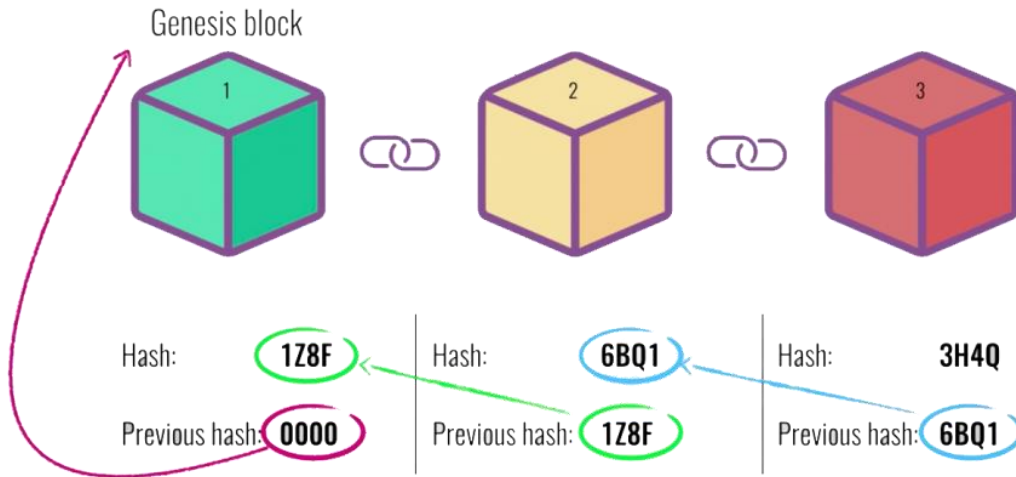 Genesis block
1
2
3
Hash: 1Z8F
Previous hash: 0000
Hash: 6BQ1
Previous hash: 1Z8F
Hash: 3H4Q
Previous hash: 6BQ1